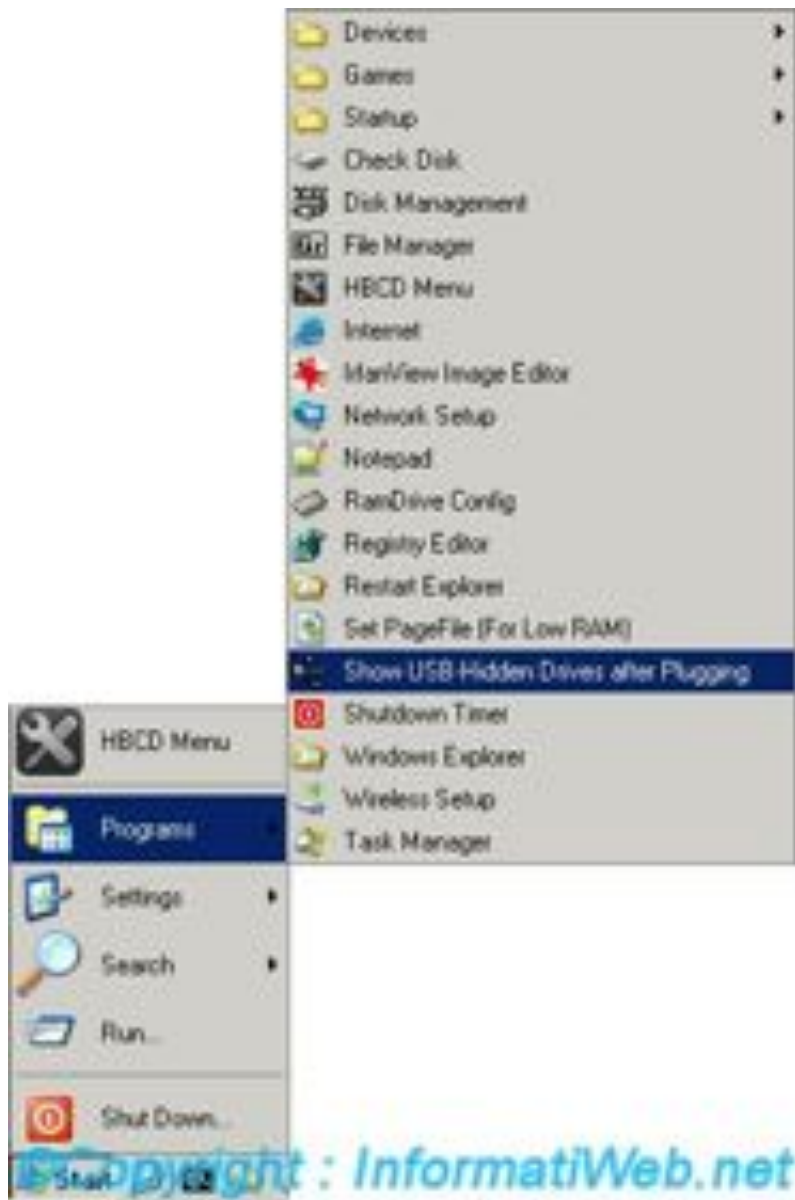 Devices
Games
Startup
Check Disk
Disk Management
File Manager
HBCD Menu
Internet
IrfanView Image Editor
Network Setup
Notepad
RamDrive Config
Registry Editor
Restart Explorer
Set PageFile (For Low RAM)
Show USB-Hidden Drives after Plugging
Shutdown Timer
Windows Explorer
Wireless Setup
Task Manager
HBCD Menu
Programs
Settings
Search
Run...
Shut Down...
Start
© Copyright : InformatiWeb.net